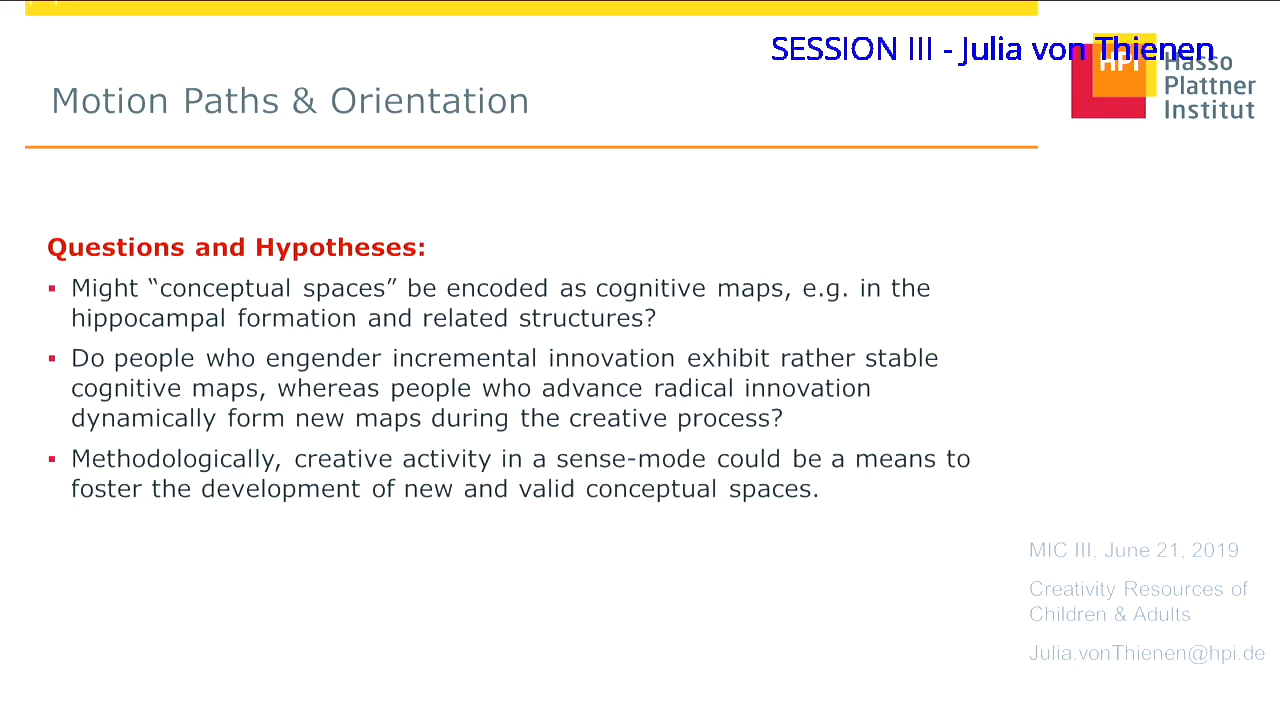 SESSION III - Julia von Thienen
HPI
Hasso
Plattner
Institut
Motion Paths & Orientation
Questions and Hypotheses:
▪ Might “conceptual spaces” be encoded as cognitive maps, e.g. in the
hippocampal formation and related structures?
▪ Do people who engender incremental innovation exhibit rather stable
cognitive maps, whereas people who advance radical innovation
dynamically form new maps during the creative process?
▪ Methodologically, creative activity in a sense-mode could be a means to
foster the development of new and valid conceptual spaces.
MIC III, June 21, 2019
Creativity Resources of
Children & Adults
Julia.vonThienen@hpi.de